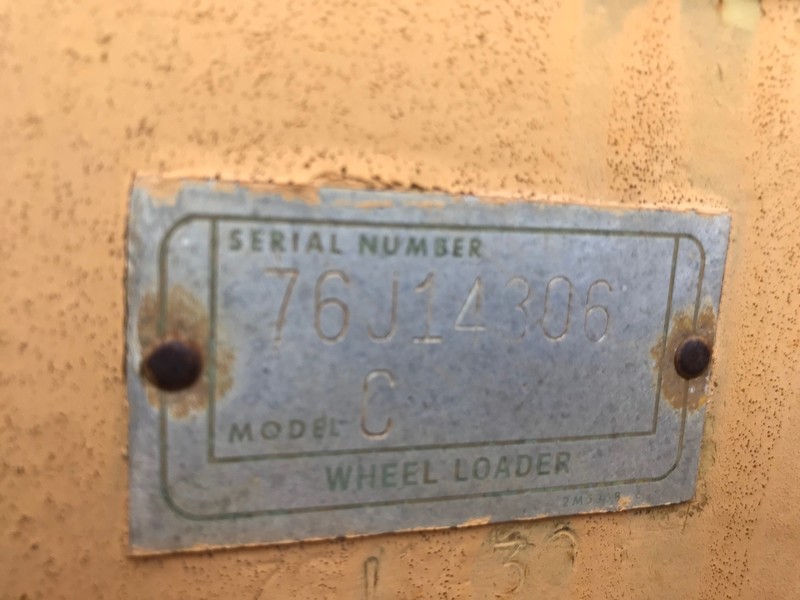 SERIAL NUMBER
76J14306
MODEL C
WHEEL LOADER